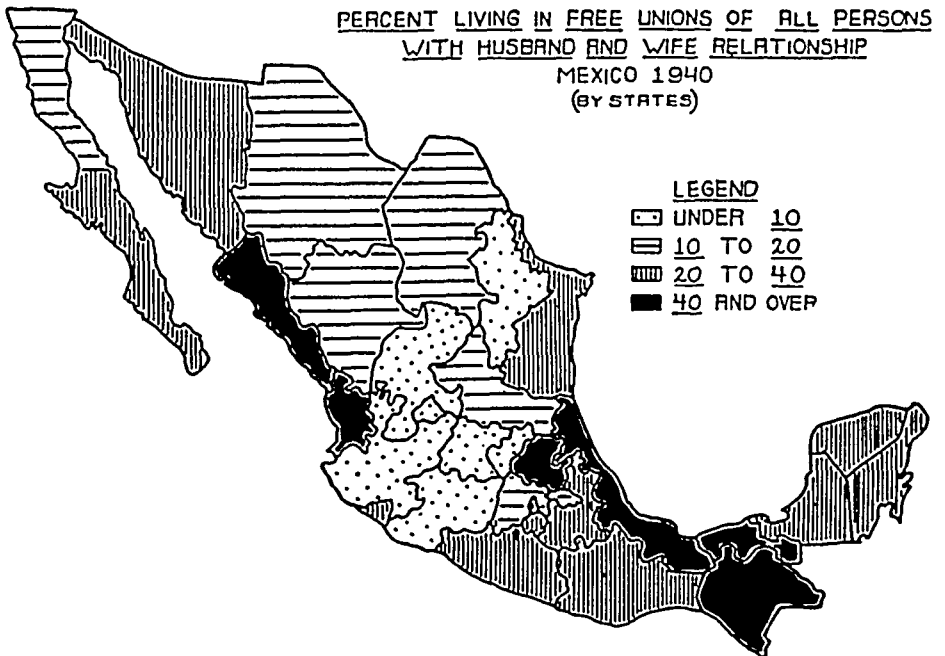 PERCENT LIVING IN FREE UNIONS OF ALL PERSONS
WITH HUSBAND AND WIFE RELATIONSHIP
MEXICO 1940
(BY STATES)
LEGEND
UNDER 10
10 TO 20
20 TO 40
40 AND OVER